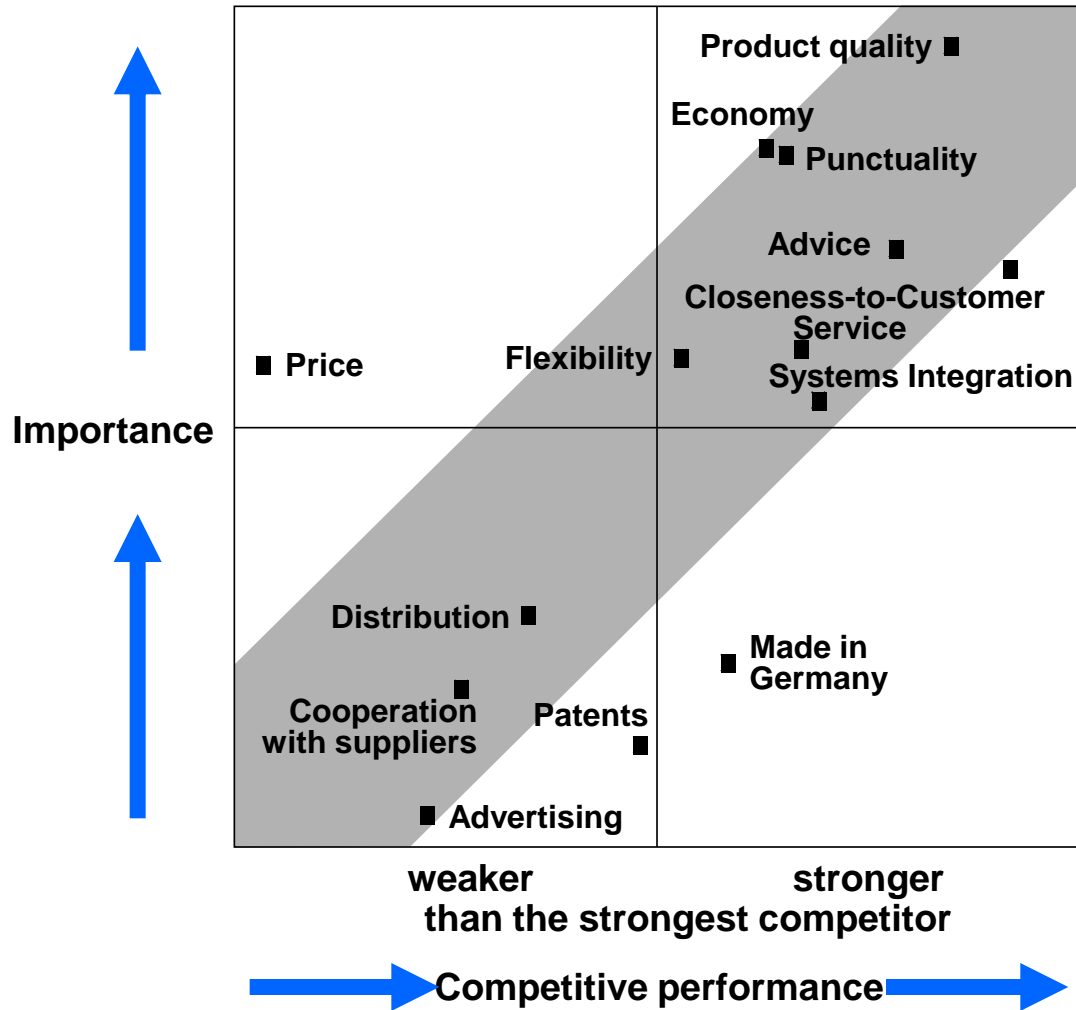 Product quality
Economy
Punctuality
Advice
Closeness-to-Customer
Service
Flexibility
Price
Systems Integration
Importance
Distribution
Made in
Germany
Cooperation
with suppliers
Patents
Advertising
weaker
stronger
than the strongest competitor
Competitive performance